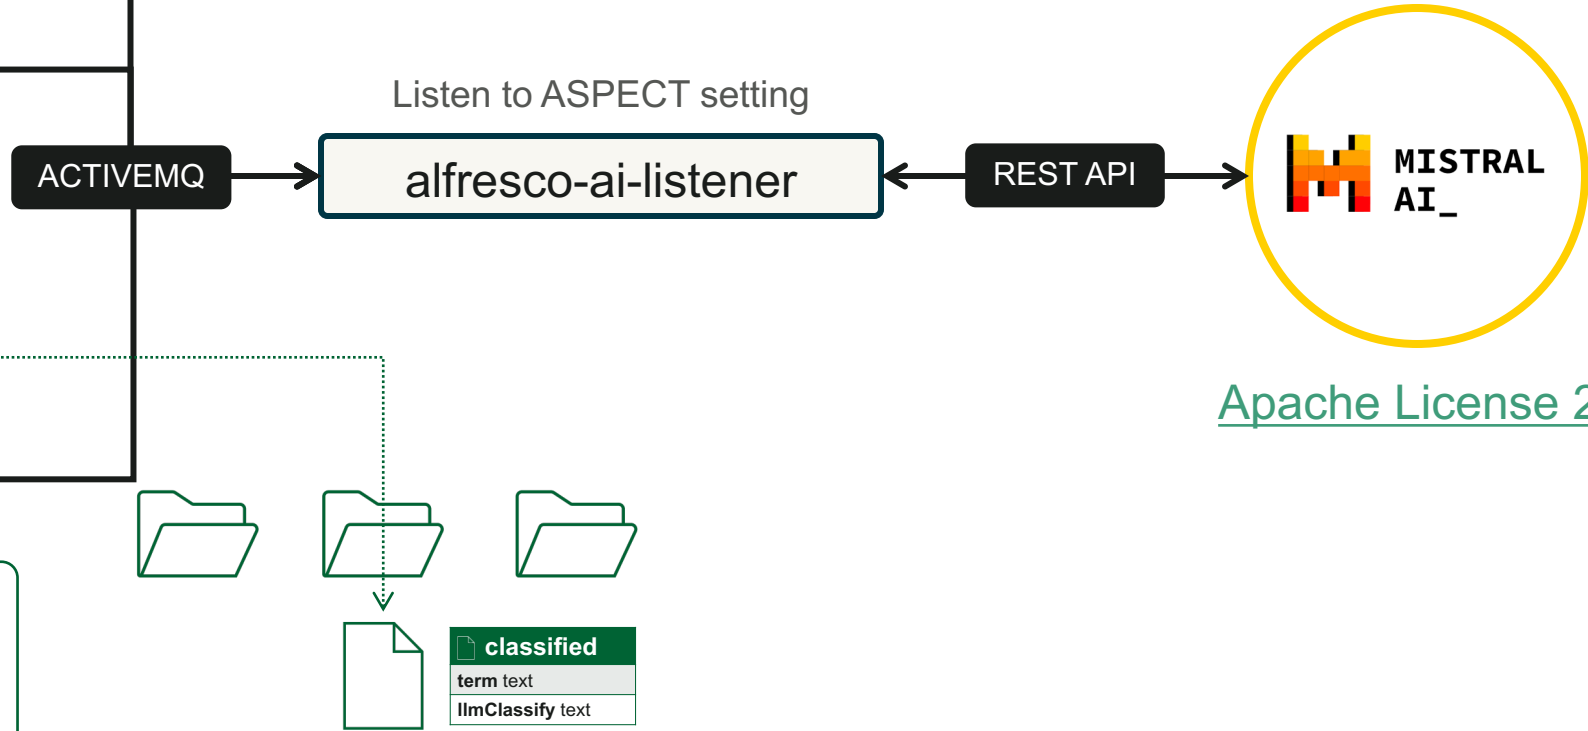 Listen to ASPECT setting
ACTIVEMQ
alfresco-ai-listener
REST API
MISTRAL
AI_
Apache License 2
classified
term text
llmClassify text